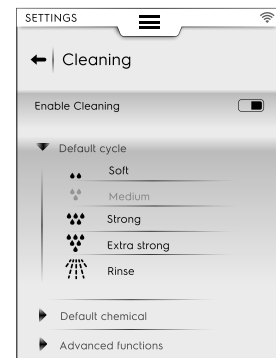 SETTINGS
Cleaning
Enable Cleaning
Default cycle
Soft
Medium
Strong
Extra strong
Rinse
Default chemical
Advanced functions